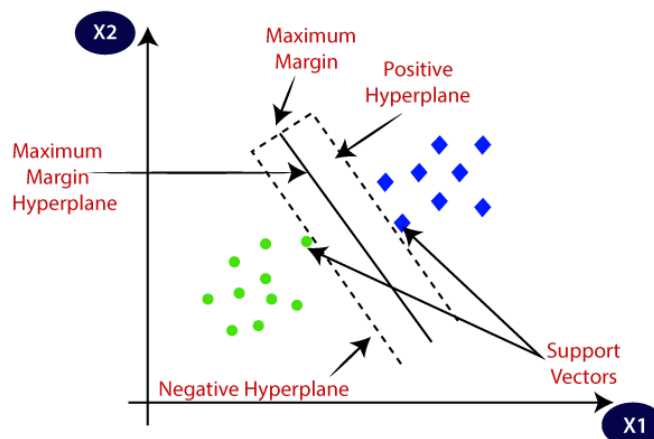 X2
Maximum
Margin
Positive
Hyperplane
Maximum
Margin
Hyperplane
Support
Vectors
Negative Hyperplane
X1